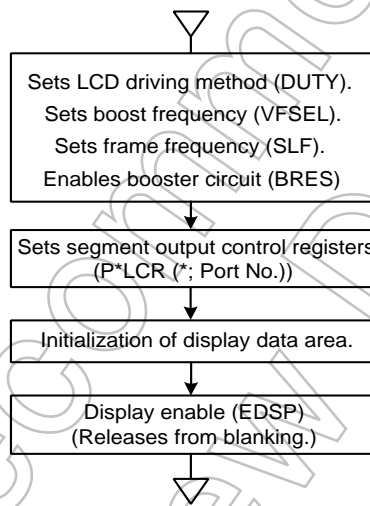 Sets LCD driving method (DUTY).
Sets boost frequency (VFSEL).
Sets frame frequency (SLF).
Enables booster circuit (BRES)
Sets segment output control registers
(P*LCR (*; Port No.))
Initialization of display data area.
Display enable (EDSP)
(Releases from blanking.)